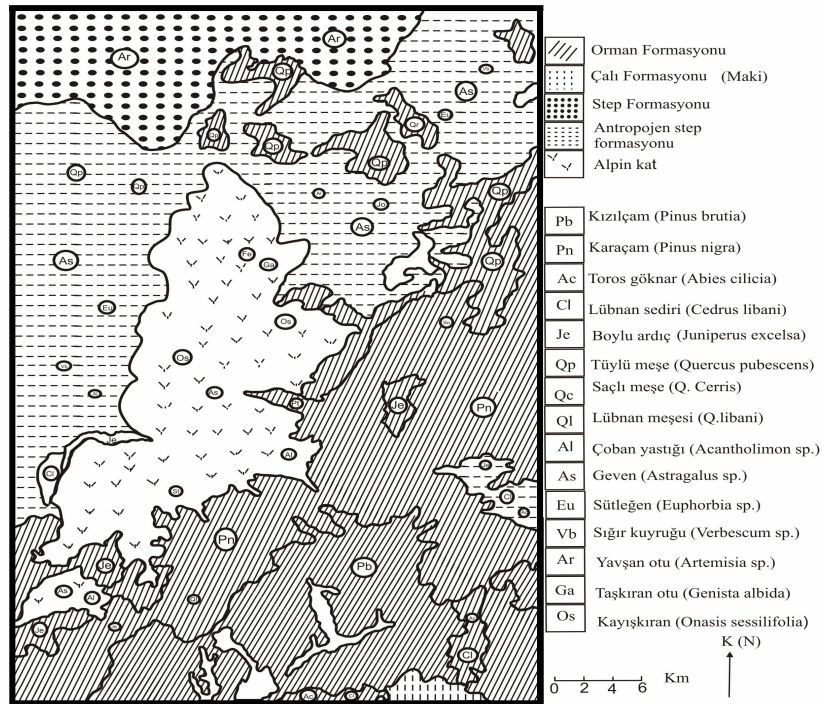 Orman Formasyonu
Çalı Formasyonu (Maki)
Step Formasyonu
Antropojen step
formasyonu
Alpin kat
Pb Kızılçam (Pinus brutia)
Pn Karaçam (Pinus nigra)
Ac Toros göknar (Abies cilicia)
Cl Lübnan sediri (Cedrus libani)
Je Boylu ardıç (Juniperus excelsa)
Qp Tüylü meşe (Quercus pubescens)
Qc Saçlı meşe (Q. Cerris)
Ql Lübnan meşesi (Q.libani)
Al Çoban yastığı (Acantholimon sp.)
As Geven (Astragalus sp.)
Eu Sütleğen (Euphorbia sp.)
Vb Sığır kuyruğu (Verbescum sp.)
Ar Yavşan otu (Artemisia sp.)
Ga Taşkıran otu (Genista albida)
Os Kayışkıran (Onasis sessilifolia)
K (N)
Km
0 2 4 6
Ar
Ar
Qp
As
Qp
Qp
Qp
Qp
Qp
Qp
As
As
Fe
Ga
Qp
Eu
Os
Os
As
Je
Pn
Je
Al
Cl
Pn
Je
Pb
As
Al
Je
Cl
Ac